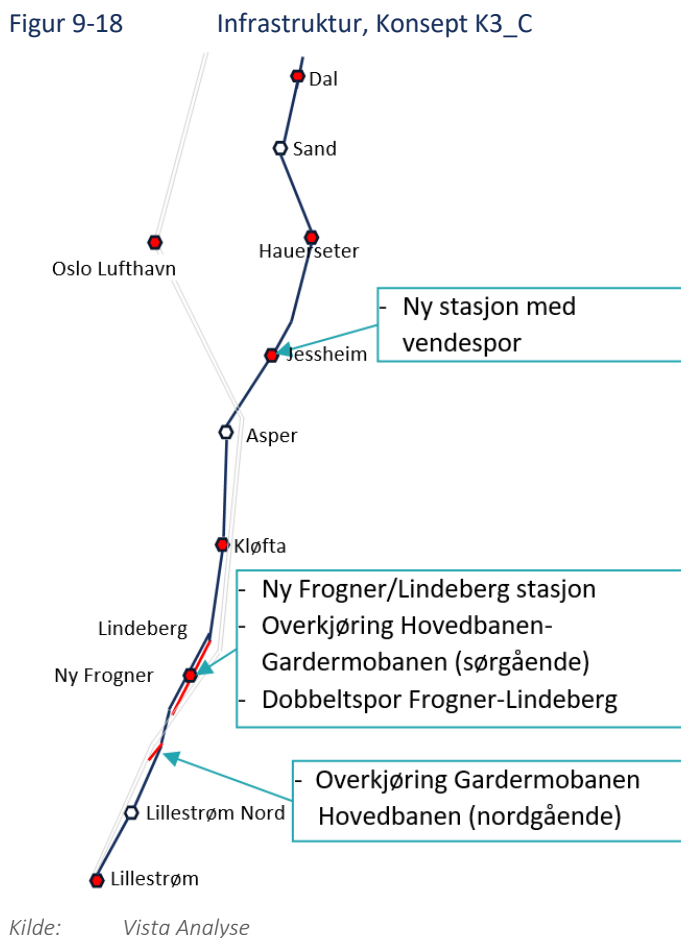 Figur 9-18 Infrastruktur, Konsept K3_C
Dal
Sand
Hauerseter
Oslo Lufthavn
- Ny stasjon med
vendespor
Jessheim
Asper
Kløfta
- Ny Frogner/Lindeberg stasjon
- Overkjøring Hovedbanen-
Gardermobanen (sørgående)
- Dobbeltspor Frogner-Lindeberg
Lindeberg
Ny Frogner
- Overkjøring Gardermobanen
Hovedbanen (nordgående)
Lillestrøm Nord
Lillestrøm
Kilde: Vista Analyse